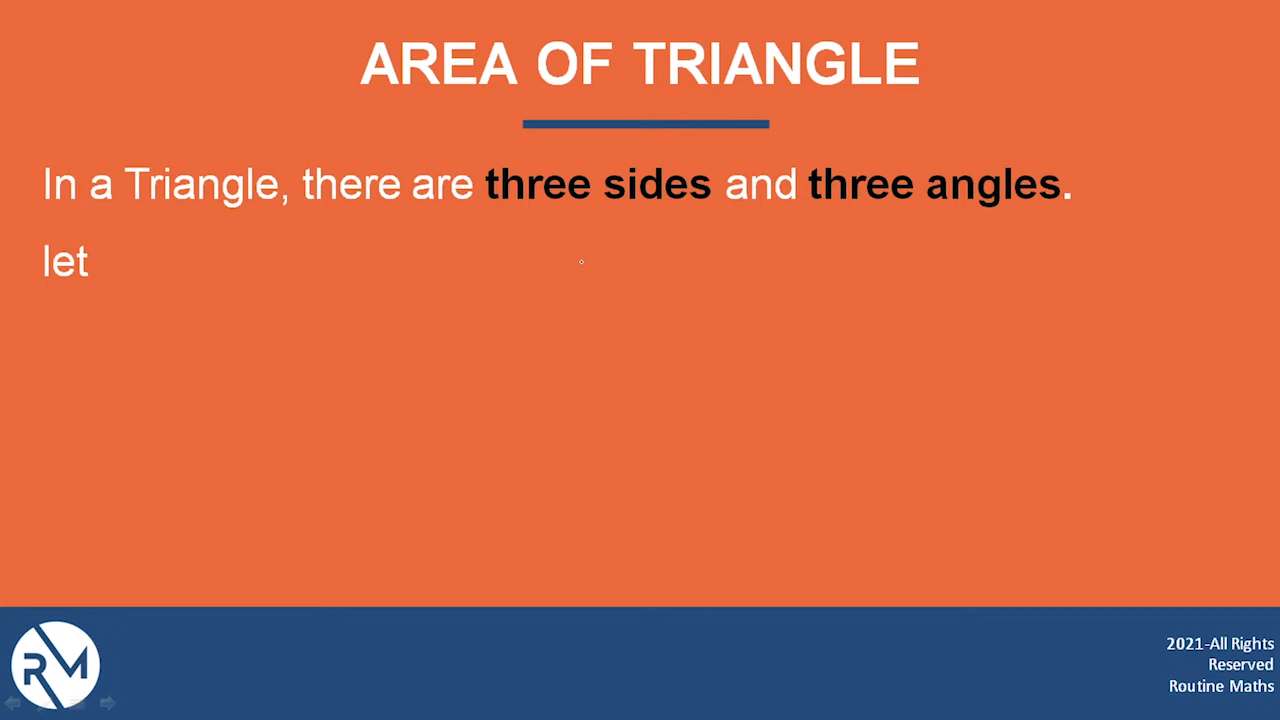 AREA OF TRIANGLE
In a Triangle, there are three sides and three angles.
let
RM
2021-All Rights
Reserved
Routine Maths